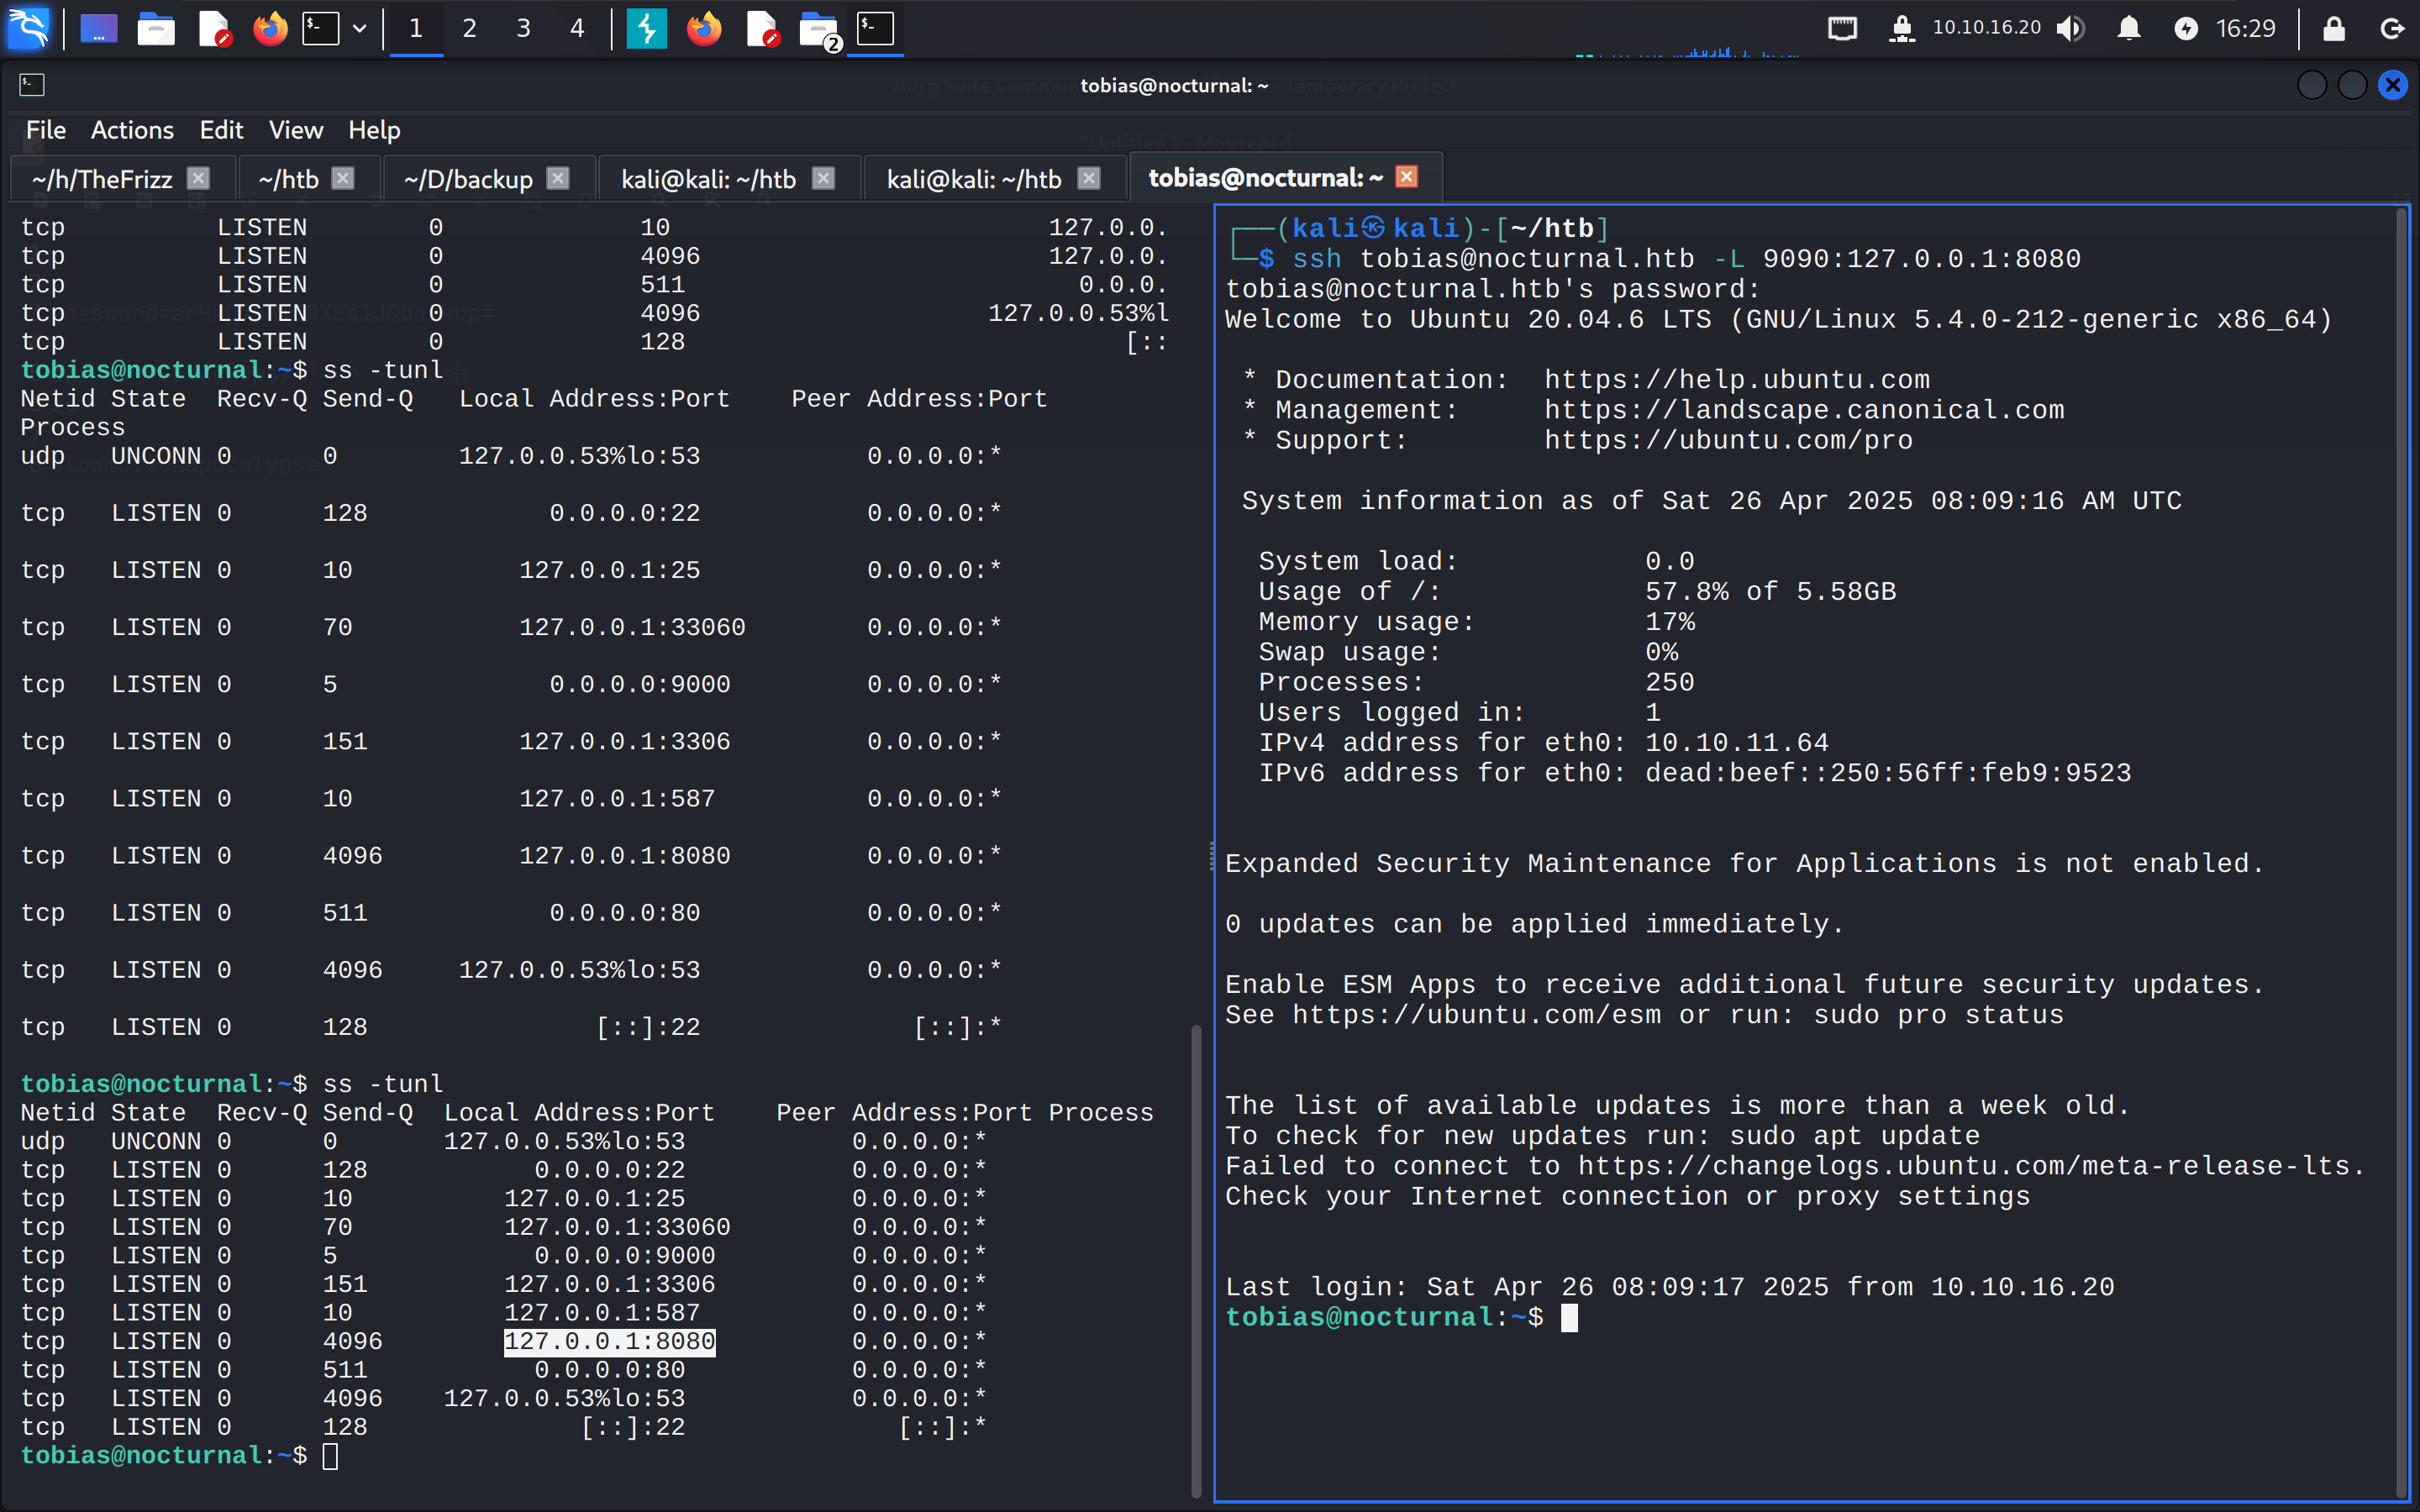 1 2 3 4 2 10.10.16.20 16:29
tobias@nocturnal: ~
File Actions Edit View Help
~/h/TheFrizz ~/htb ~/D/backup kali@kali: ~/htb kali@kali: ~/htb tobias@nocturnal: ~
tcp LISTEN 0 10 127.0.0.
tcp LISTEN 0 4096 127.0.0.
tcp LISTEN 0 511 0.0.0.
tcp LISTEN 0 4096 127.0.0.53%l
tcp LISTEN 0 128 [::
tobias@nocturnal:~$ ss -tunl
Netid State Recv-Q Send-Q Local Address:Port Peer Address:Port
Process
udp UNCONN 0 0 127.0.0.53%lo:53 0.0.0.0:*
tcp LISTEN 0 128 0.0.0.0:22 0.0.0.0:*
tcp LISTEN 0 10 127.0.0.1:25 0.0.0.0:*
tcp LISTEN 0 70 127.0.0.1:33060 0.0.0.0:*
tcp LISTEN 0 5 0.0.0.0:9000 0.0.0.0:*
tcp LISTEN 0 151 127.0.0.1:3306 0.0.0.0:*
tcp LISTEN 0 10 127.0.0.1:587 0.0.0.0:*
tcp LISTEN 0 4096 127.0.0.1:8080 0.0.0.0:*
tcp LISTEN 0 511 0.0.0.0:80 0.0.0.0:*
tcp LISTEN 0 4096 127.0.0.53%lo:53 0.0.0.0:*
tcp LISTEN 0 128 [::]:22 [::]:*
tobias@nocturnal:~$ ss -tunl
Netid State Recv-Q Send-Q Local Address:Port Peer Address:Port Process
udp UNCONN 0 0 127.0.0.53%lo:53 0.0.0.0:*
tcp LISTEN 0 128 0.0.0.0:22 0.0.0.0:*
tcp LISTEN 0 10 127.0.0.1:25 0.0.0.0:*
tcp LISTEN 0 70 127.0.0.1:33060 0.0.0.0:*
tcp LISTEN 0 5 0.0.0.0:9000 0.0.0.0:*
tcp LISTEN 0 151 127.0.0.1:3306 0.0.0.0:*
tcp LISTEN 0 10 127.0.0.1:587 0.0.0.0:*
tcp LISTEN 0 4096 127.0.0.1:8080 0.0.0.0:*
tcp LISTEN 0 511 0.0.0.0:80 0.0.0.0:*
tcp LISTEN 0 4096 127.0.0.53%lo:53 0.0.0.0:*
tcp LISTEN 0 128 [::]:22 [::]:*
tobias@nocturnal:~$
┌──(kali㉿kali)-[~/htb]
└─$ ssh tobias@nocturnal.htb -L 9090:127.0.0.1:8080
tobias@nocturnal.htb's password:
Welcome to Ubuntu 20.04.6 LTS (GNU/Linux 5.4.0-212-generic x86_64)
* Documentation: https://help.ubuntu.com
* Management: https://landscape.canonical.com
* Support: https://ubuntu.com/pro
System information as of Sat 26 Apr 2025 08:09:16 AM UTC
System load: 0.0
Usage of /: 57.8% of 5.58GB
Memory usage: 17%
Swap usage: 0%
Processes: 250
Users logged in: 1
IPv4 address for eth0: 10.10.11.64
IPv6 address for eth0: dead:beef::250:56ff:feb9:9523
Expanded Security Maintenance for Applications is not enabled.
0 updates can be applied immediately.
Enable ESM Apps to receive additional future security updates.
See https://ubuntu.com/esm or run: sudo pro status
The list of available updates is more than a week old.
To check for new updates run: sudo apt update
Failed to connect to https://changelogs.ubuntu.com/meta-release-lts.
Check your Internet connection or proxy settings
Last login: Sat Apr 26 08:09:17 2025 from 10.10.16.20
tobias@nocturnal:~$